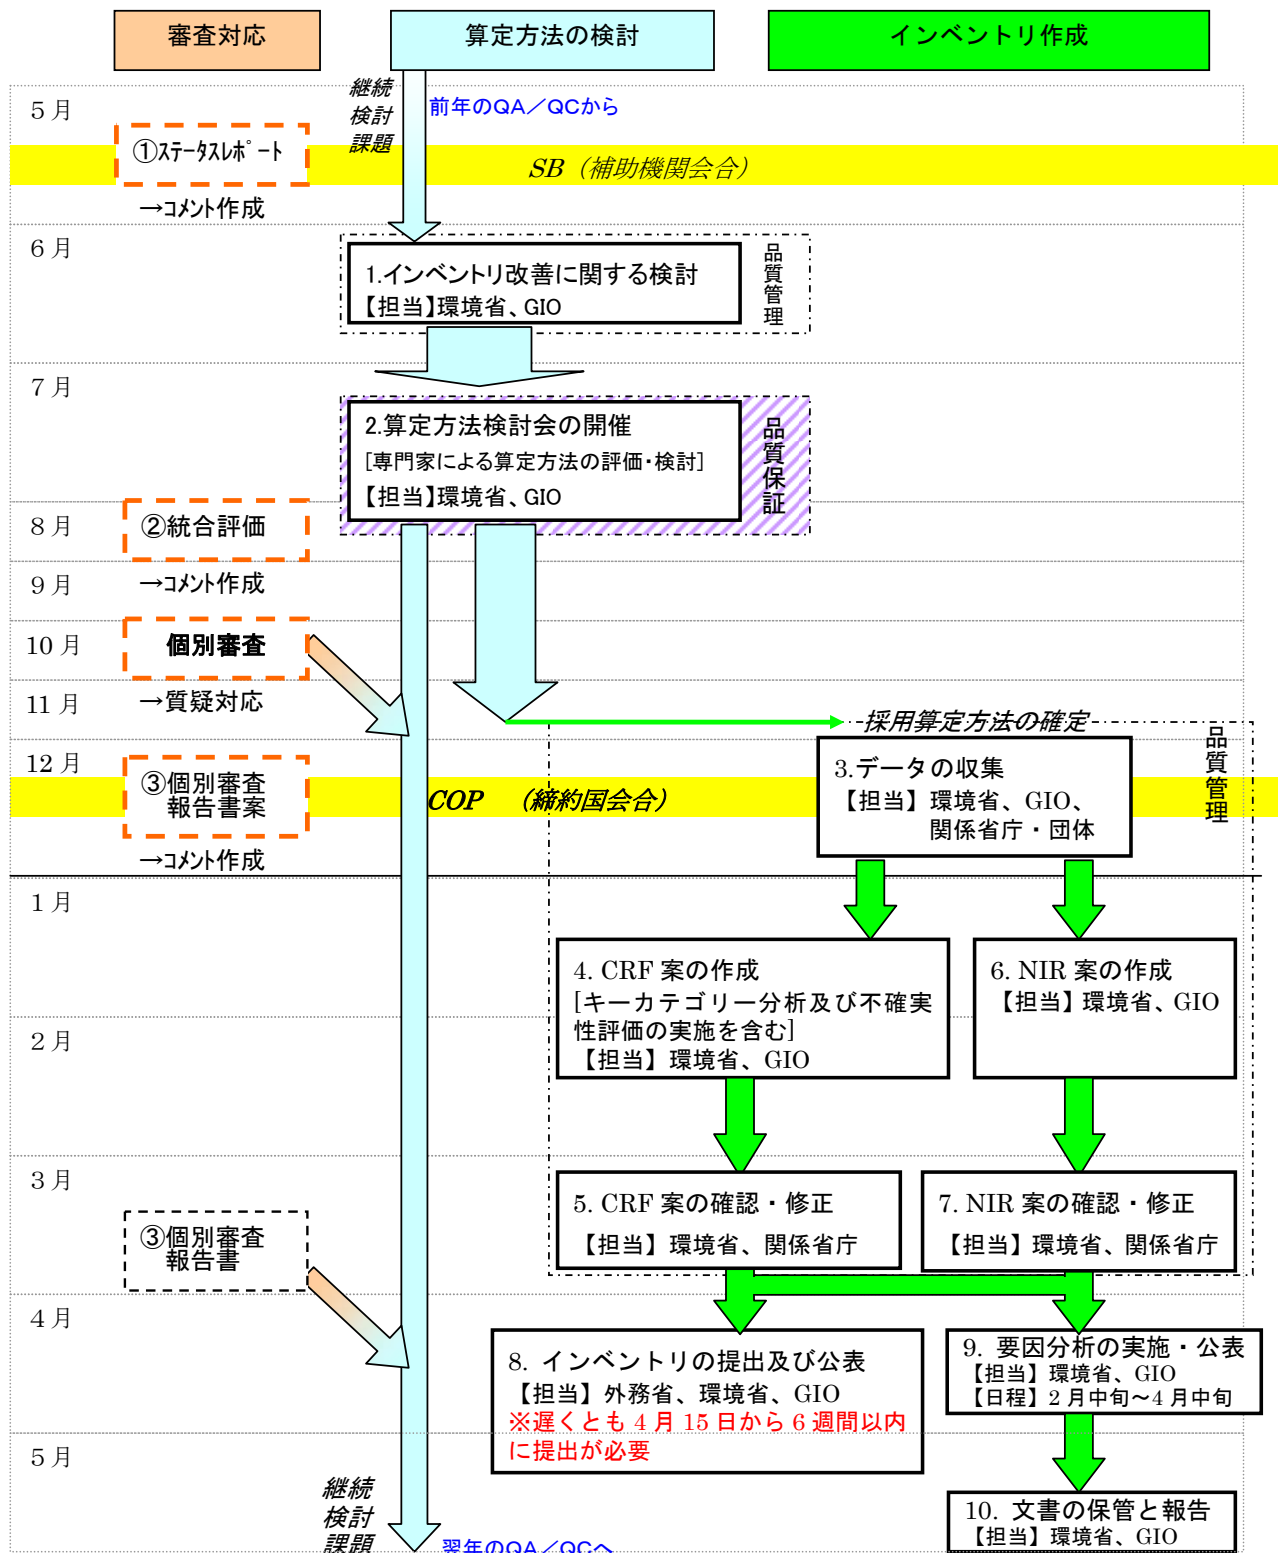 審査対応
算定方法の検討
インベントリ作成
5 月
継続
検討
課題
前年のQA／QCから
①ステータスレポート
SB（補助機関会合）
→コメント作成
6 月
1.インベントリ改善に関する検討
【担当】環境省、GIO
品質管理
7 月
2.算定方法検討会の開催
[専門家による算定方法の評価･検討]
【担当】環境省、GIO
品質保証
8 月
②統合評価
9 月
→コメント作成
10 月
個別審査
11 月
→質疑対応
採用算定方法の確定
品質管理
12 月
③個別審査
報告書案
COP （締約国会合）
3.データの収集
【担当】環境省、GIO、
関係省庁・団体
→コメント作成
1 月
4. CRF 案の作成
[キーカテゴリー分析及び不確実
性評価の実施を含む]
【担当】環境省、GIO
6. NIR 案の作成
【担当】環境省、GIO
2 月
3 月
5. CRF 案の確認・修正
【担当】環境省、関係省庁
7. NIR 案の確認・修正
【担当】環境省、関係省庁
③個別審査
報告書
4 月
8. インベントリの提出及び公表
【担当】外務省、環境省、GIO
※遅くとも 4 月 15 日から 6 週間以内
に提出が必要
9. 要因分析の実施・公表
【担当】環境省、GIO
【日程】2 月中旬～4 月中旬
5 月
継続
検討
課題
翌年のQA／QCへ
10. 文書の保管と報告
【担当】環境省、GIO